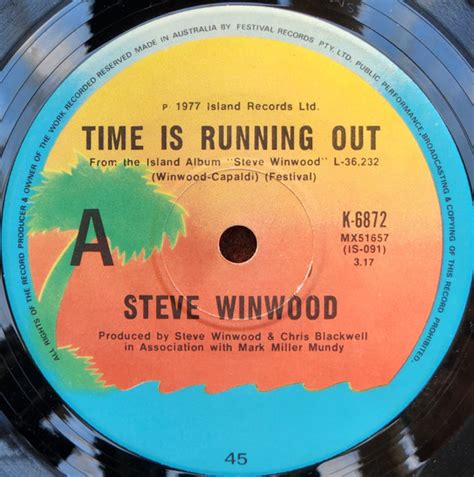 ALL RIGHTS OF THE RECORD PRODUCER & OWNER OF THE WORK RECORDED RESERVED MADE IN AUSTRALIA BY FESTIVAL RECORDS PTY. LTD. PUBLIC PERFORMANCE, BROADCASTING & COPYING OF THIS RECORD PROHIBITED.
P 1977 Island Records Ltd.
TIME IS RUNNING OUT
From the Island Album "Steve Winwood" L-36,232
(Winwood-Capaldi) (Festival)
A
K-6872
MX51657
(IS-091)
3.17
STEVE WINWOOD
Produced by Steve Winwood & Chris Blackwell
in Association with Mark Miller Mundy
45